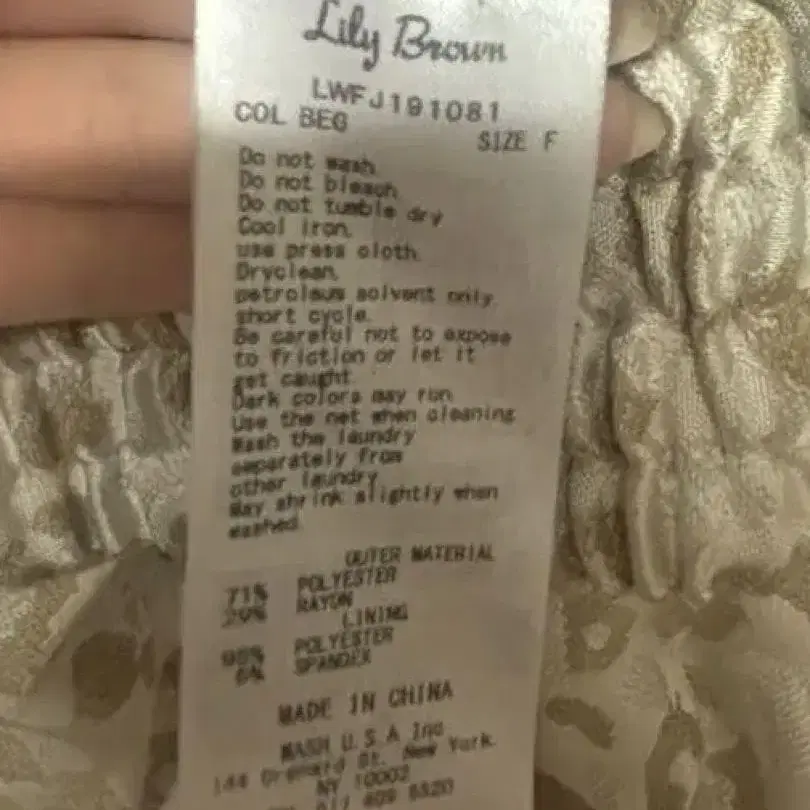 Lily Brown
LWFJ191081
COL BEG
SIZE F
Do not wash
Do not bleach
Do not tumble dry
Cool iron.
use press cloth.
Dryclean,
petroleum solvent only.
short cycle.
Be careful not to expose
to friction or let it
get caught.
Dark colors may run
Use the net when cleaning
Wash the laundry
separately from
other laundry
May shrink slightly when
washed.
OUTER MATERIAL
71% POLYESTER
29% RAYON
LINING
POLYESTER
SPANDEX
MADE IN CHINA
MASH U.S.A Inc.
144 Orchard St. New York.
NY 10002